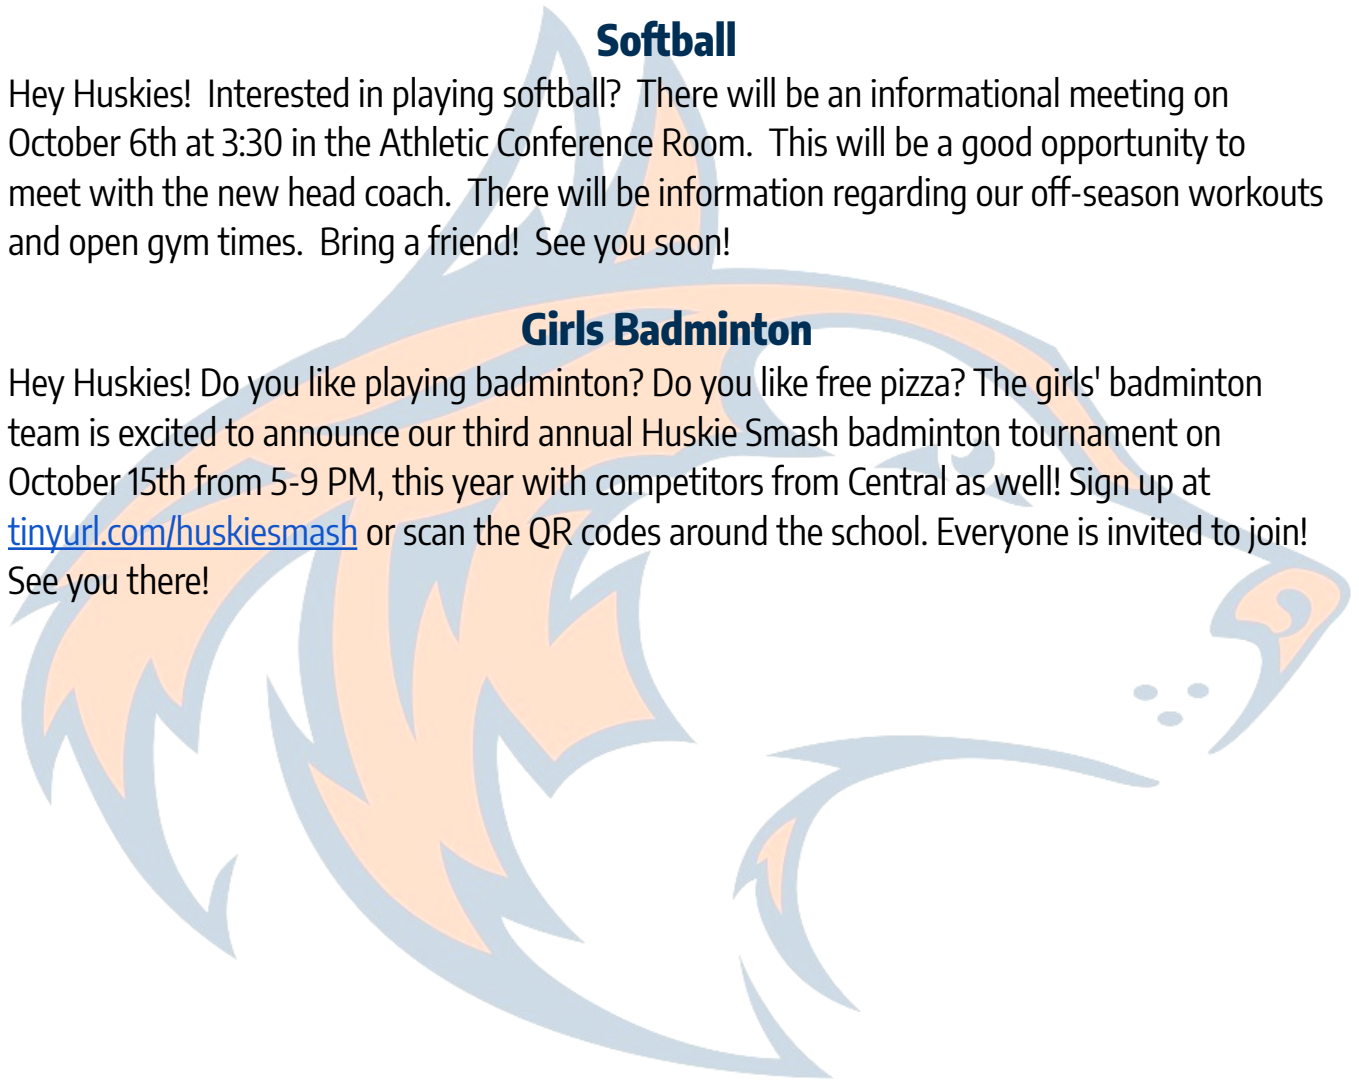 Softball
Hey Huskies!  Interested in playing softball?  There will be an informational meeting on
October 6th at 3:30 in the Athletic Conference Room.  This will be a good opportunity to
meet with the new head coach.  There will be information regarding our off-season workouts
and open gym times.  Bring a friend!  See you soon!
Girls Badminton
Hey Huskies! Do you like playing badminton? Do you like free pizza? The girls' badminton
team is excited to announce our third annual Huskie Smash badminton tournament on
October 15th from 5-9 PM, this year with competitors from Central as well! Sign up at
tinyurl.com/huskiesmash or scan the QR codes around the school. Everyone is invited to join!
See you there!